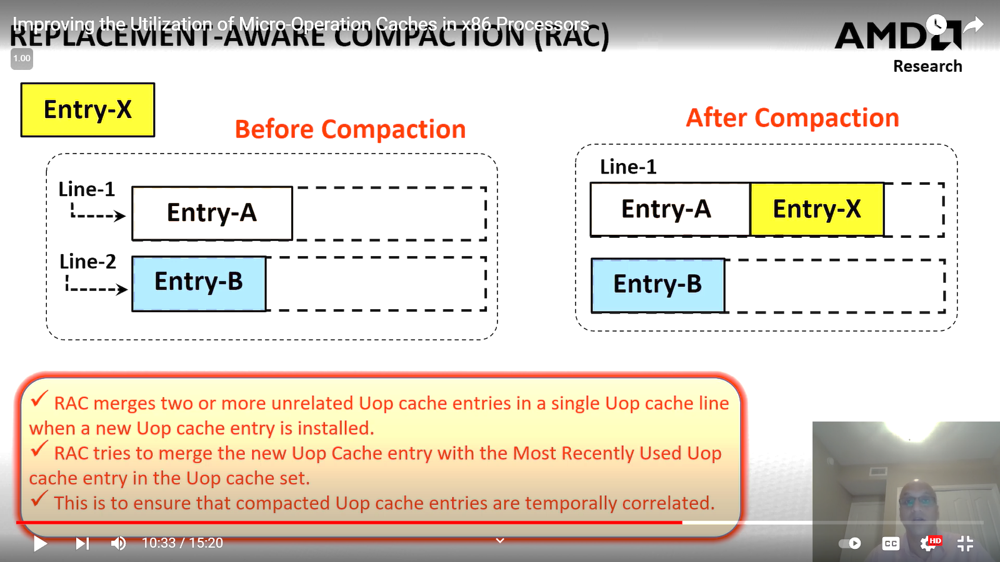 Improving the Utilization of Micro-Operation Caches in x86 Processors
REPLACEMENT-AWARE COMPACTION (RAC)
AMD
Research
1.00
Entry-X
Before Compaction
Line-1
Entry-A
Line-2
Entry-B
After Compaction
Line-1
Entry-A
Entry-X
Entry-B
✓ RAC merges two or more unrelated Uop cache entries in a single Uop cache line
when a new Uop cache entry is installed.
✓ RAC tries to merge the new Uop Cache entry with the Most Recently Used Uop
cache entry in the Uop cache set.
✓ This is to ensure that compacted Uop cache entries are temporally correlated.
10:33 / 15:20
CC
HD